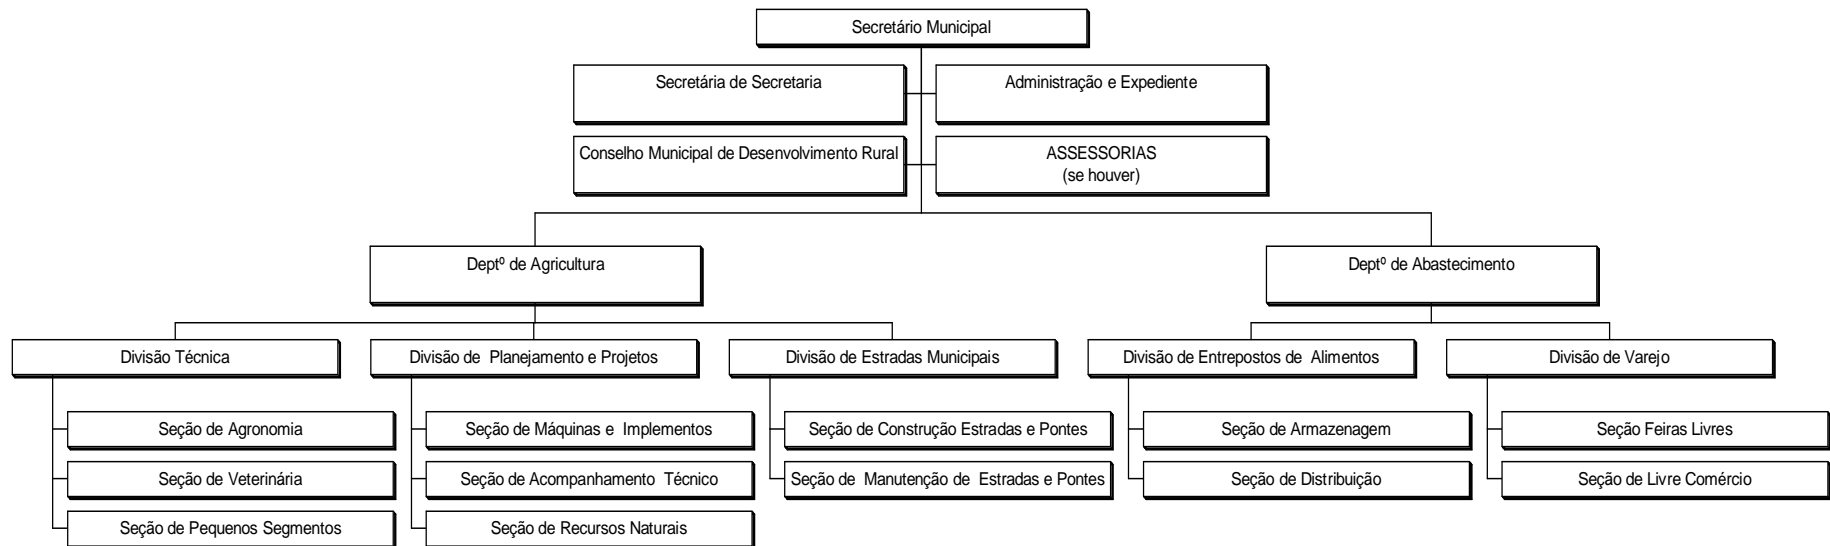 Secretário Municipal
Secretária de Secretaria
Administração e Expediente
Conselho Municipal de Desenvolvimento Rural
ASSESSORIAS
(se houver)
Deptº de Agricultura
Deptº de Abastecimento
Divisão Técnica
Divisão de Planejamento e Projetos
Divisão de Estradas Municipais
Divisão de Entrepostos de Alimentos
Divisão de Varejo
Seção de Agronomia
Seção de Máquinas e Implementos
Seção de Construção Estradas e Pontes
Seção de Armazenagem
Seção Feiras Livres
Seção de Veterinária
Seção de Acompanhamento Técnico
Seção de Manutenção de Estradas e Pontes
Seção de Distribuição
Seção de Livre Comércio
Seção de Pequenos Segmentos
Seção de Recursos Naturais